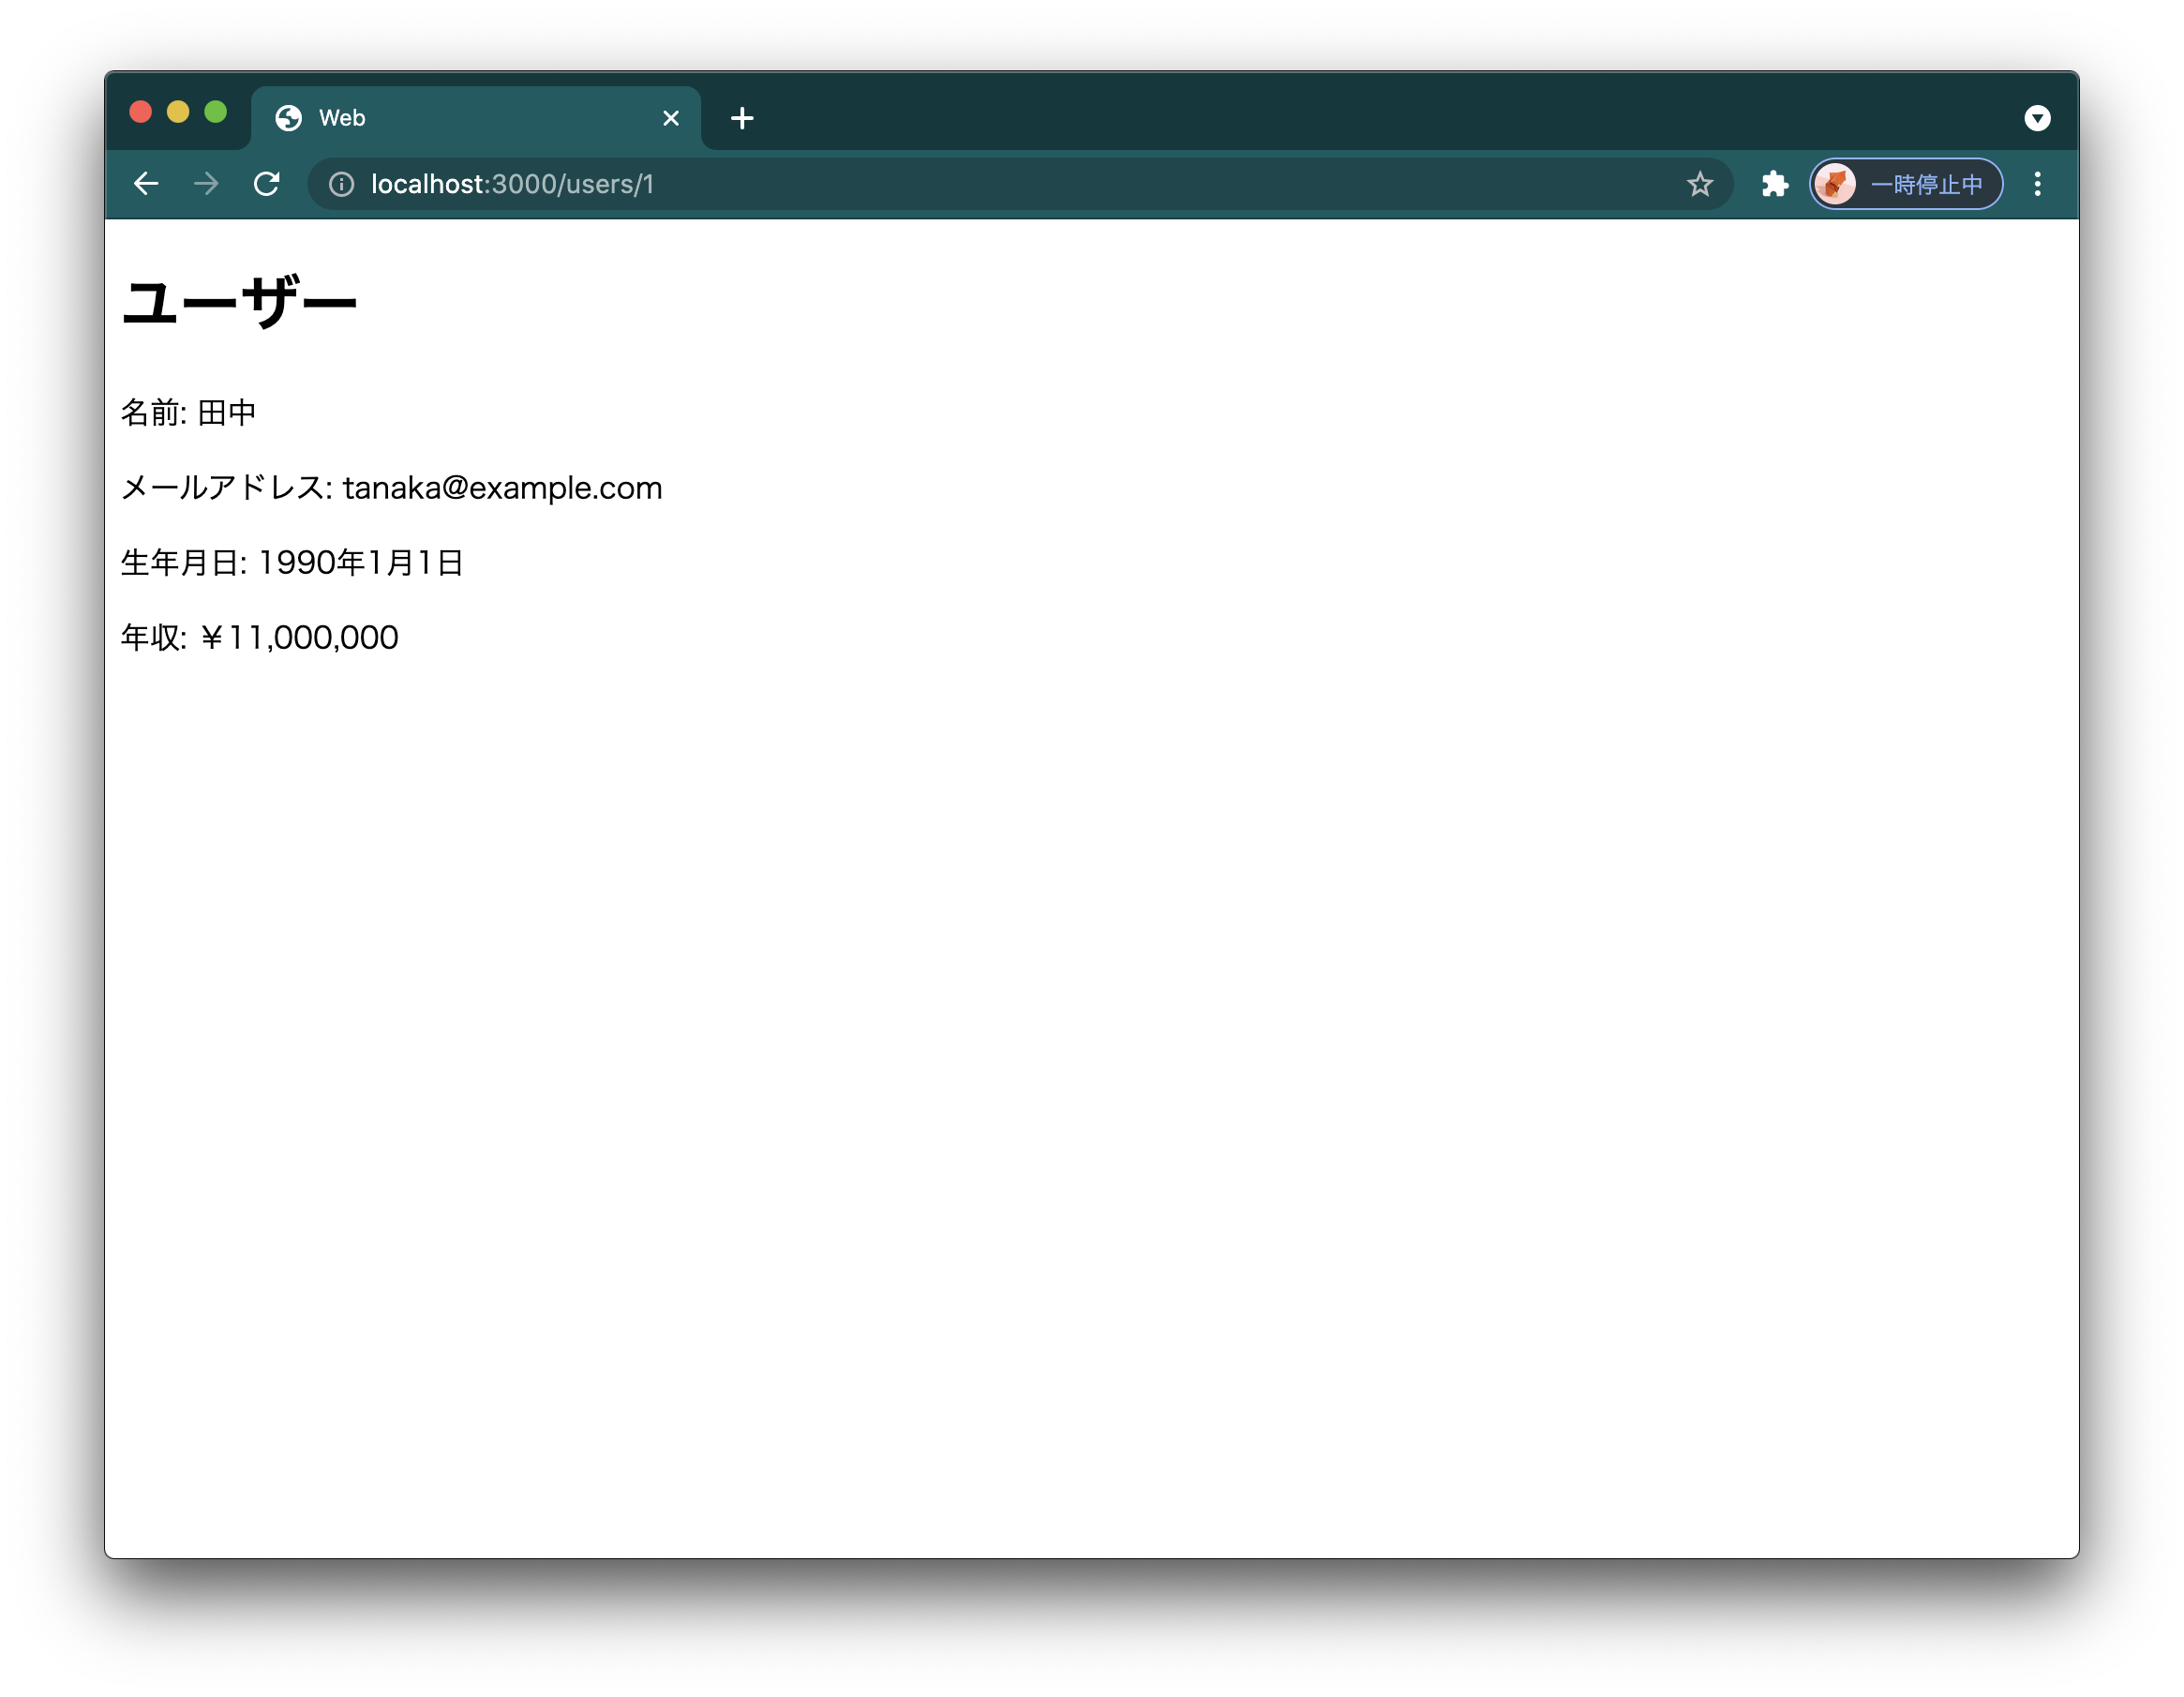 Web
localhost:3000/users/1
一時停止中
ユーザー
名前: 田中
メールアドレス: tanaka@example.com
生年月日: 1990年1月1日
年収: ￥11,000,000